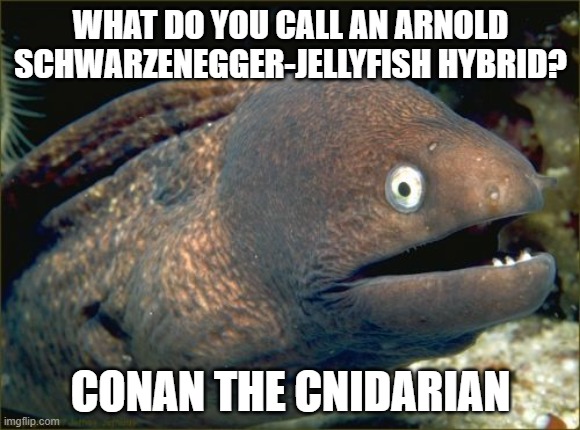 WHAT DO YOU CALL AN ARNOLD
SCHWARZENEGGER-JELLYFISH HYBRID?
CONAN THE CNIDARIAN
imgflip.com